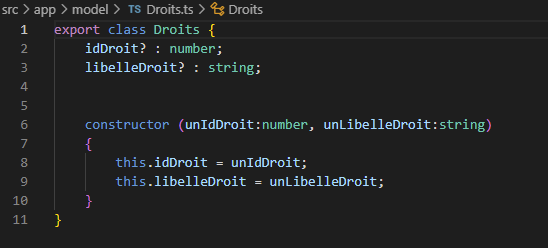 src > app > model > TS Droits.ts > Droits
1 export class Droits {
2     idDroit? : number;
3     libelleDroit? : string;
4
5
6     constructor (unIdDroit:number, unLibelleDroit:string)
7     {
8         this.idDroit = unIdDroit;
9         this.libelleDroit = unLibelleDroit;
10     }
11 }